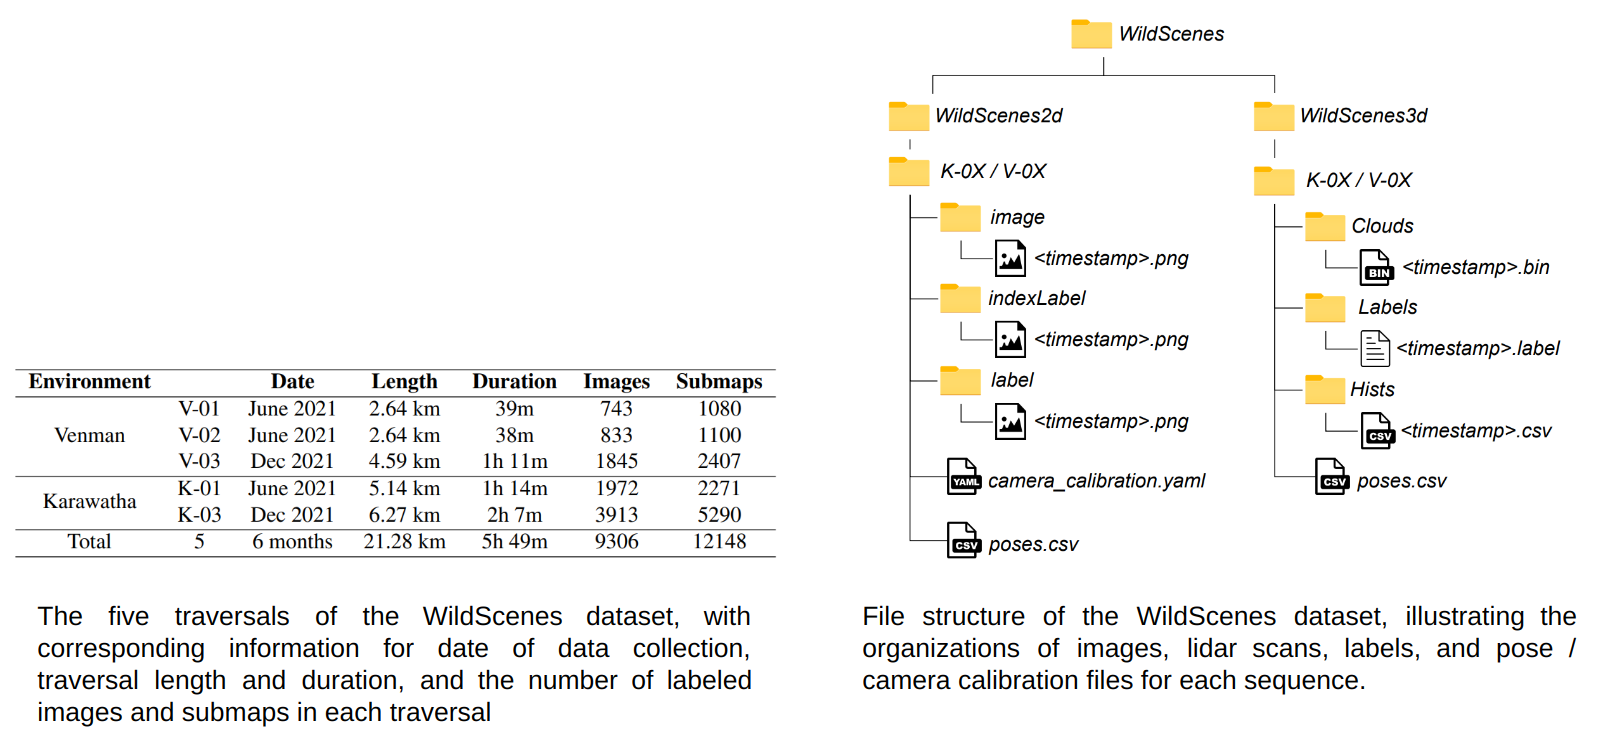 Environment Date Length Duration Images Submaps
V-01 June 2021 2.64 km 39m 743 1080
Venman V-02 June 2021 2.64 km 38m 833 1100
V-03 Dec 2021 4.59 km 1h 11m 1845 2407
Karawatha K-01 June 2021 5.14 km 1h 14m 1972 2271
K-03 Dec 2021 6.27 km 2h 7m 3913 5290
Total 5 6 months 21.28 km 5h 49m 9306 12148
The five traversals of the WildScenes dataset, with
corresponding information for date of data collection,
traversal length and duration, and the number of labeled
images and submaps in each traversal
WildScenes
WildScenes2d
K-0X / V-0X
image
<timestamp>.png
indexLabel
<timestamp>.png
label
<timestamp>.png
YAML camera_calibration.yaml
CSV poses.csv
WildScenes3d
K-0X / V-0X
Clouds
BIN <timestamp>.bin
Labels
<timestamp>.label
Hists
CSV <timestamp>.csv
CSV poses.csv
File structure of the WildScenes dataset, illustrating the
organizations of images, lidar scans, labels, and pose /
camera calibration files for each sequence.